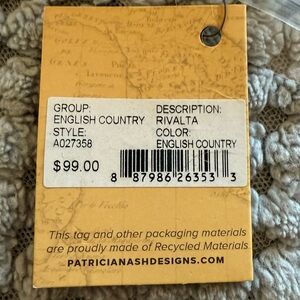 GROUP: DESCRIPTION:
ENGLISH COUNTRY RIVALTA
STYLE: COLOR:
A027358 ENGLISH COUNTRY
$99.00
8 87986 26353 3
This tag and other packaging materials
are proudly made of Recycled Materials
PATRICIANASHDESIGNS.COM